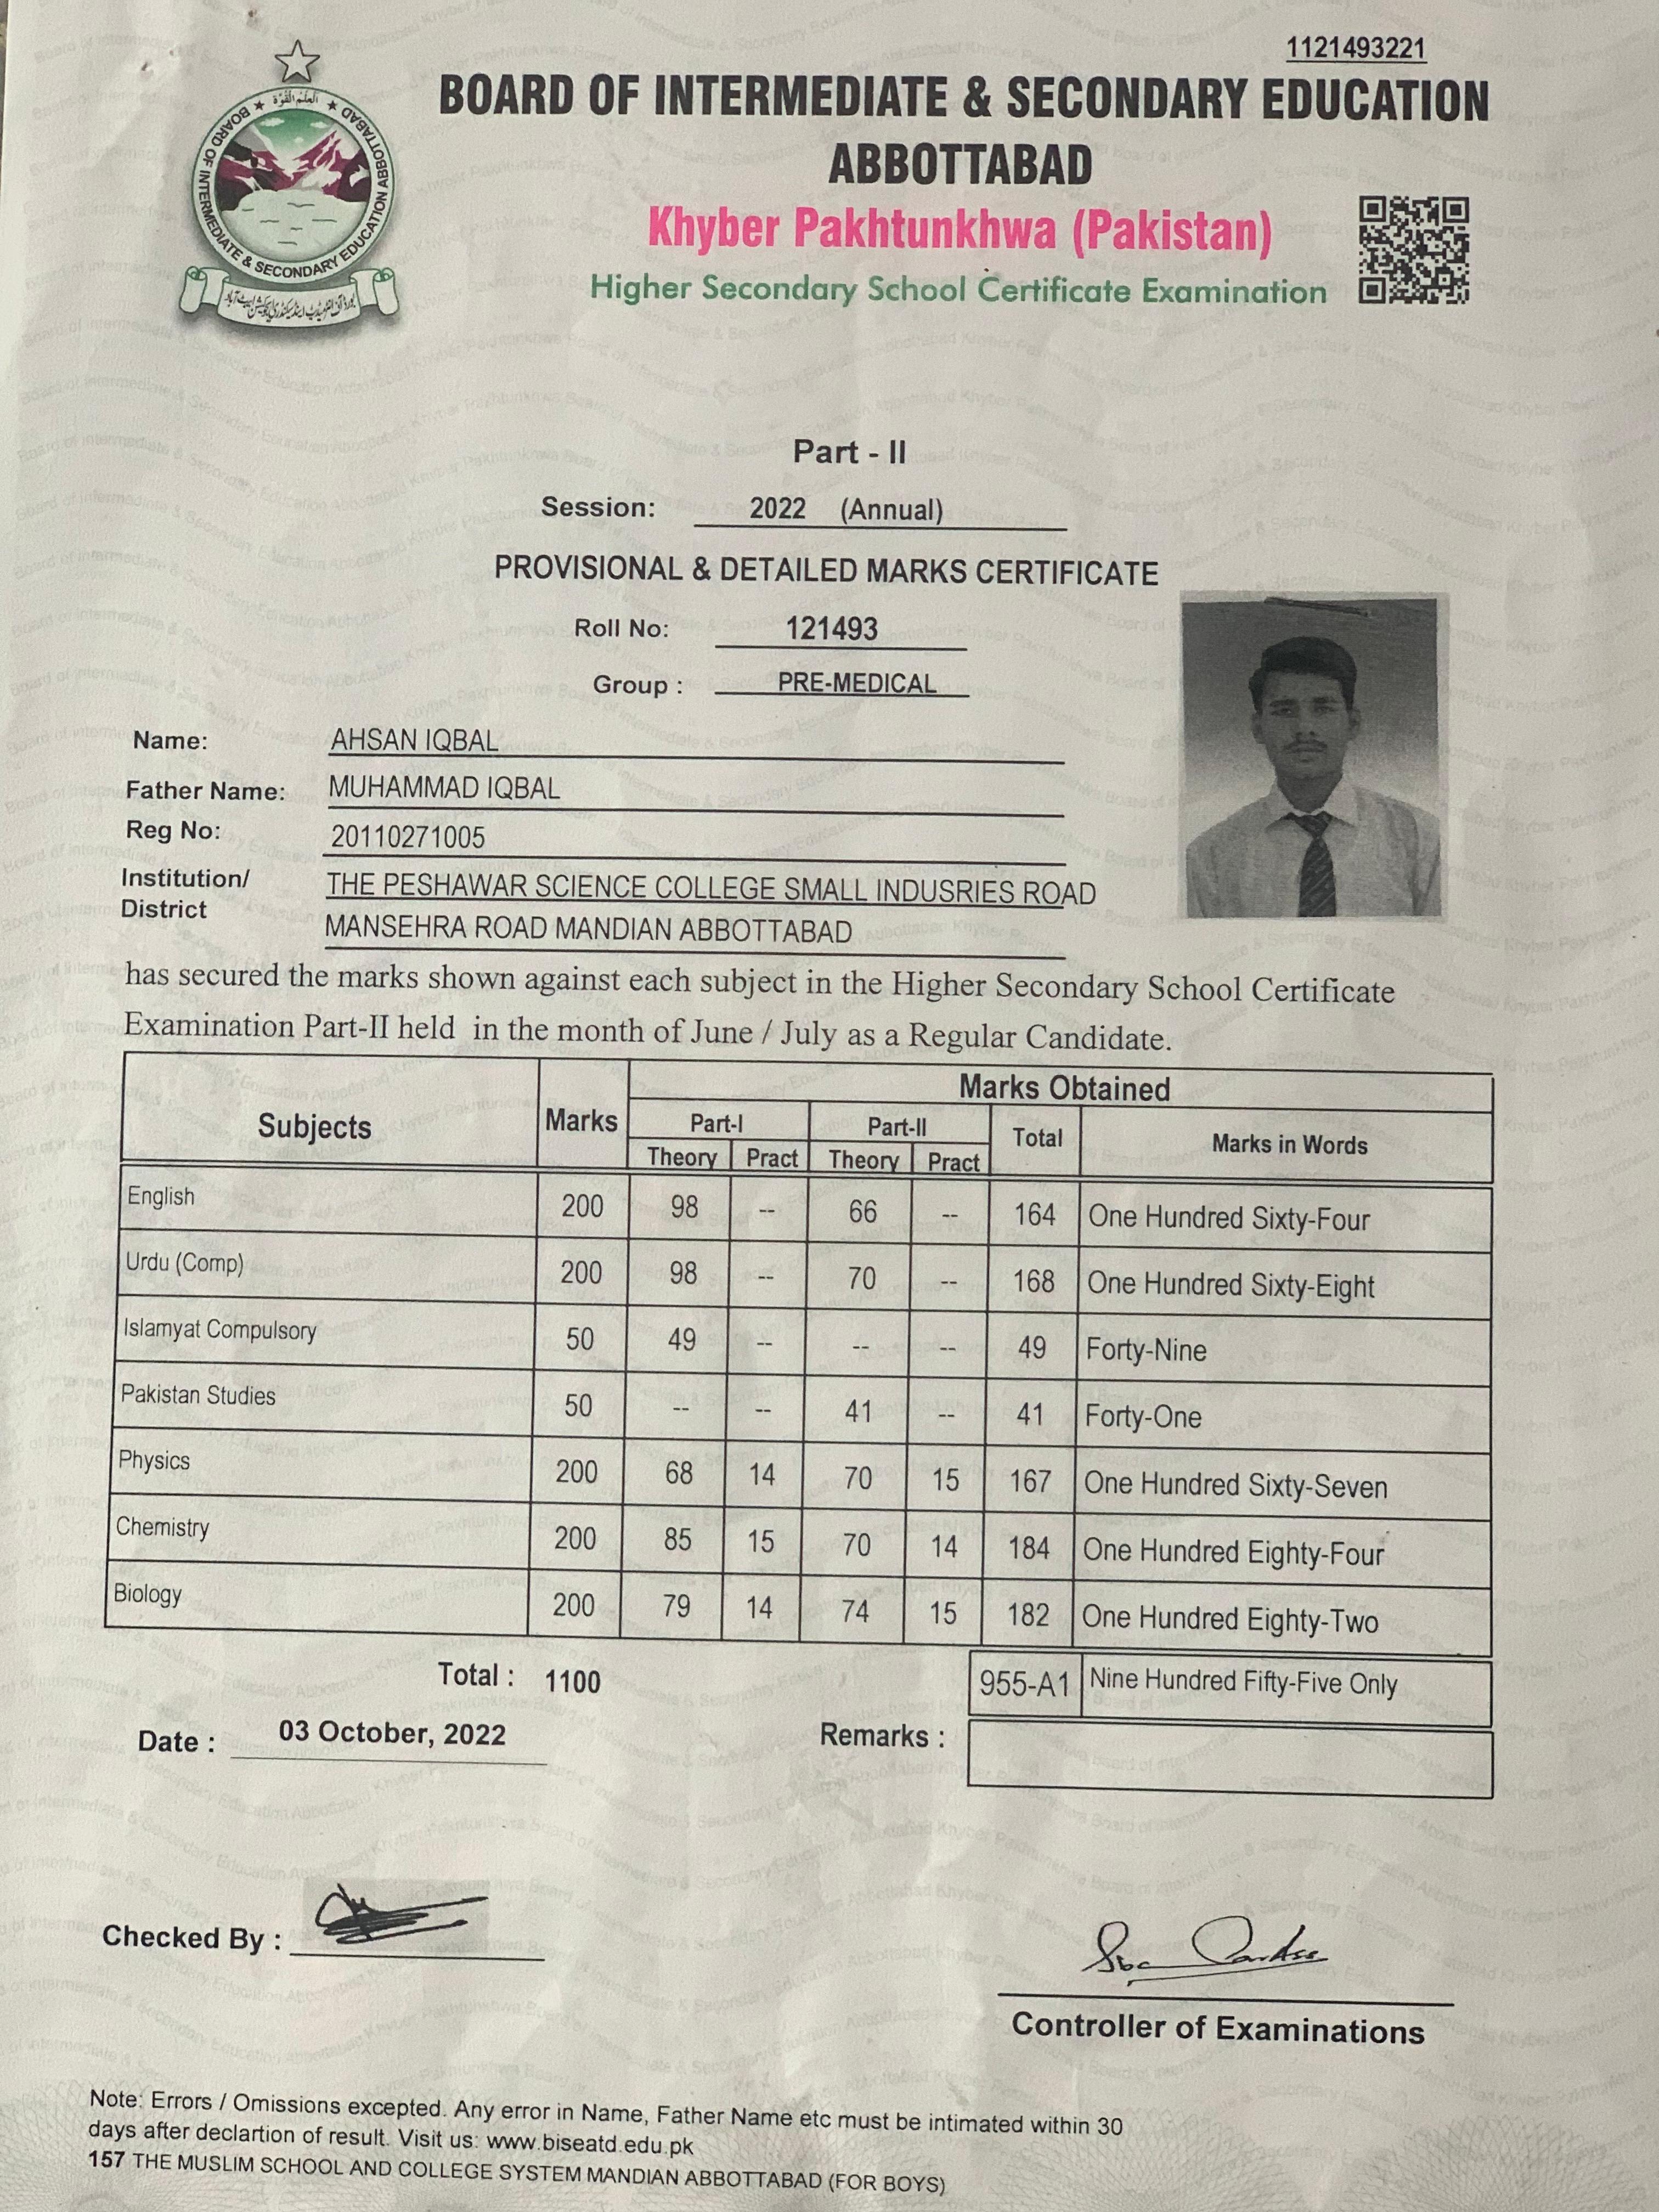 1121493221
BOARD OF INTERMEDIATE & SECONDARY EDUCATION
ABBOTTABAD
Khyber Pakhtunkhwa (Pakistan)
Higher Secondary School Certificate Examination
BOARD OF INTERMEDIATE & SECONDARY EDUCATION ABBOTTABAD
Part - II
Session: 2022 (Annual)
PROVISIONAL & DETAILED MARKS CERTIFICATE
Roll No: 121493
Group : PRE-MEDICAL
Name: AHSAN IQBAL
Father Name: MUHAMMAD IQBAL
Reg No: 20110271005
Institution/ THE PESHAWAR SCIENCE COLLEGE SMALL INDUSRIES ROAD
District MANSEHRA ROAD MANDIAN ABBOTTABAD
has secured the marks shown against each subject in the Higher Secondary School Certificate
Examination Part-II held in the month of June / July as a Regular Candidate.
Subjects Marks Marks Obtained
Part-I Part-II Total Marks in Words
Theory Pract Theory Pract
English 200 98 -- 66 -- 164 One Hundred Sixty-Four
Urdu (Comp) 200 98 -- 70 -- 168 One Hundred Sixty-Eight
Islamyat Compulsory 50 49 -- -- -- 49 Forty-Nine
Pakistan Studies 50 -- -- 41 -- 41 Forty-One
Physics 200 68 14 70 15 167 One Hundred Sixty-Seven
Chemistry 200 85 15 70 14 184 One Hundred Eighty-Four
Biology 200 79 14 74 15 182 One Hundred Eighty-Two
Total : 1100 955-A1 Nine Hundred Fifty-Five Only
Date : 03 October, 2022 Remarks :
Checked By :
Controller of Examinations
Note: Errors / Omissions excepted. Any error in Name, Father Name etc must be intimated within 30
days after declartion of result. Visit us: www.biseatd.edu.pk
157 THE MUSLIM SCHOOL AND COLLEGE SYSTEM MANDIAN ABBOTTABAD (FOR BOYS)